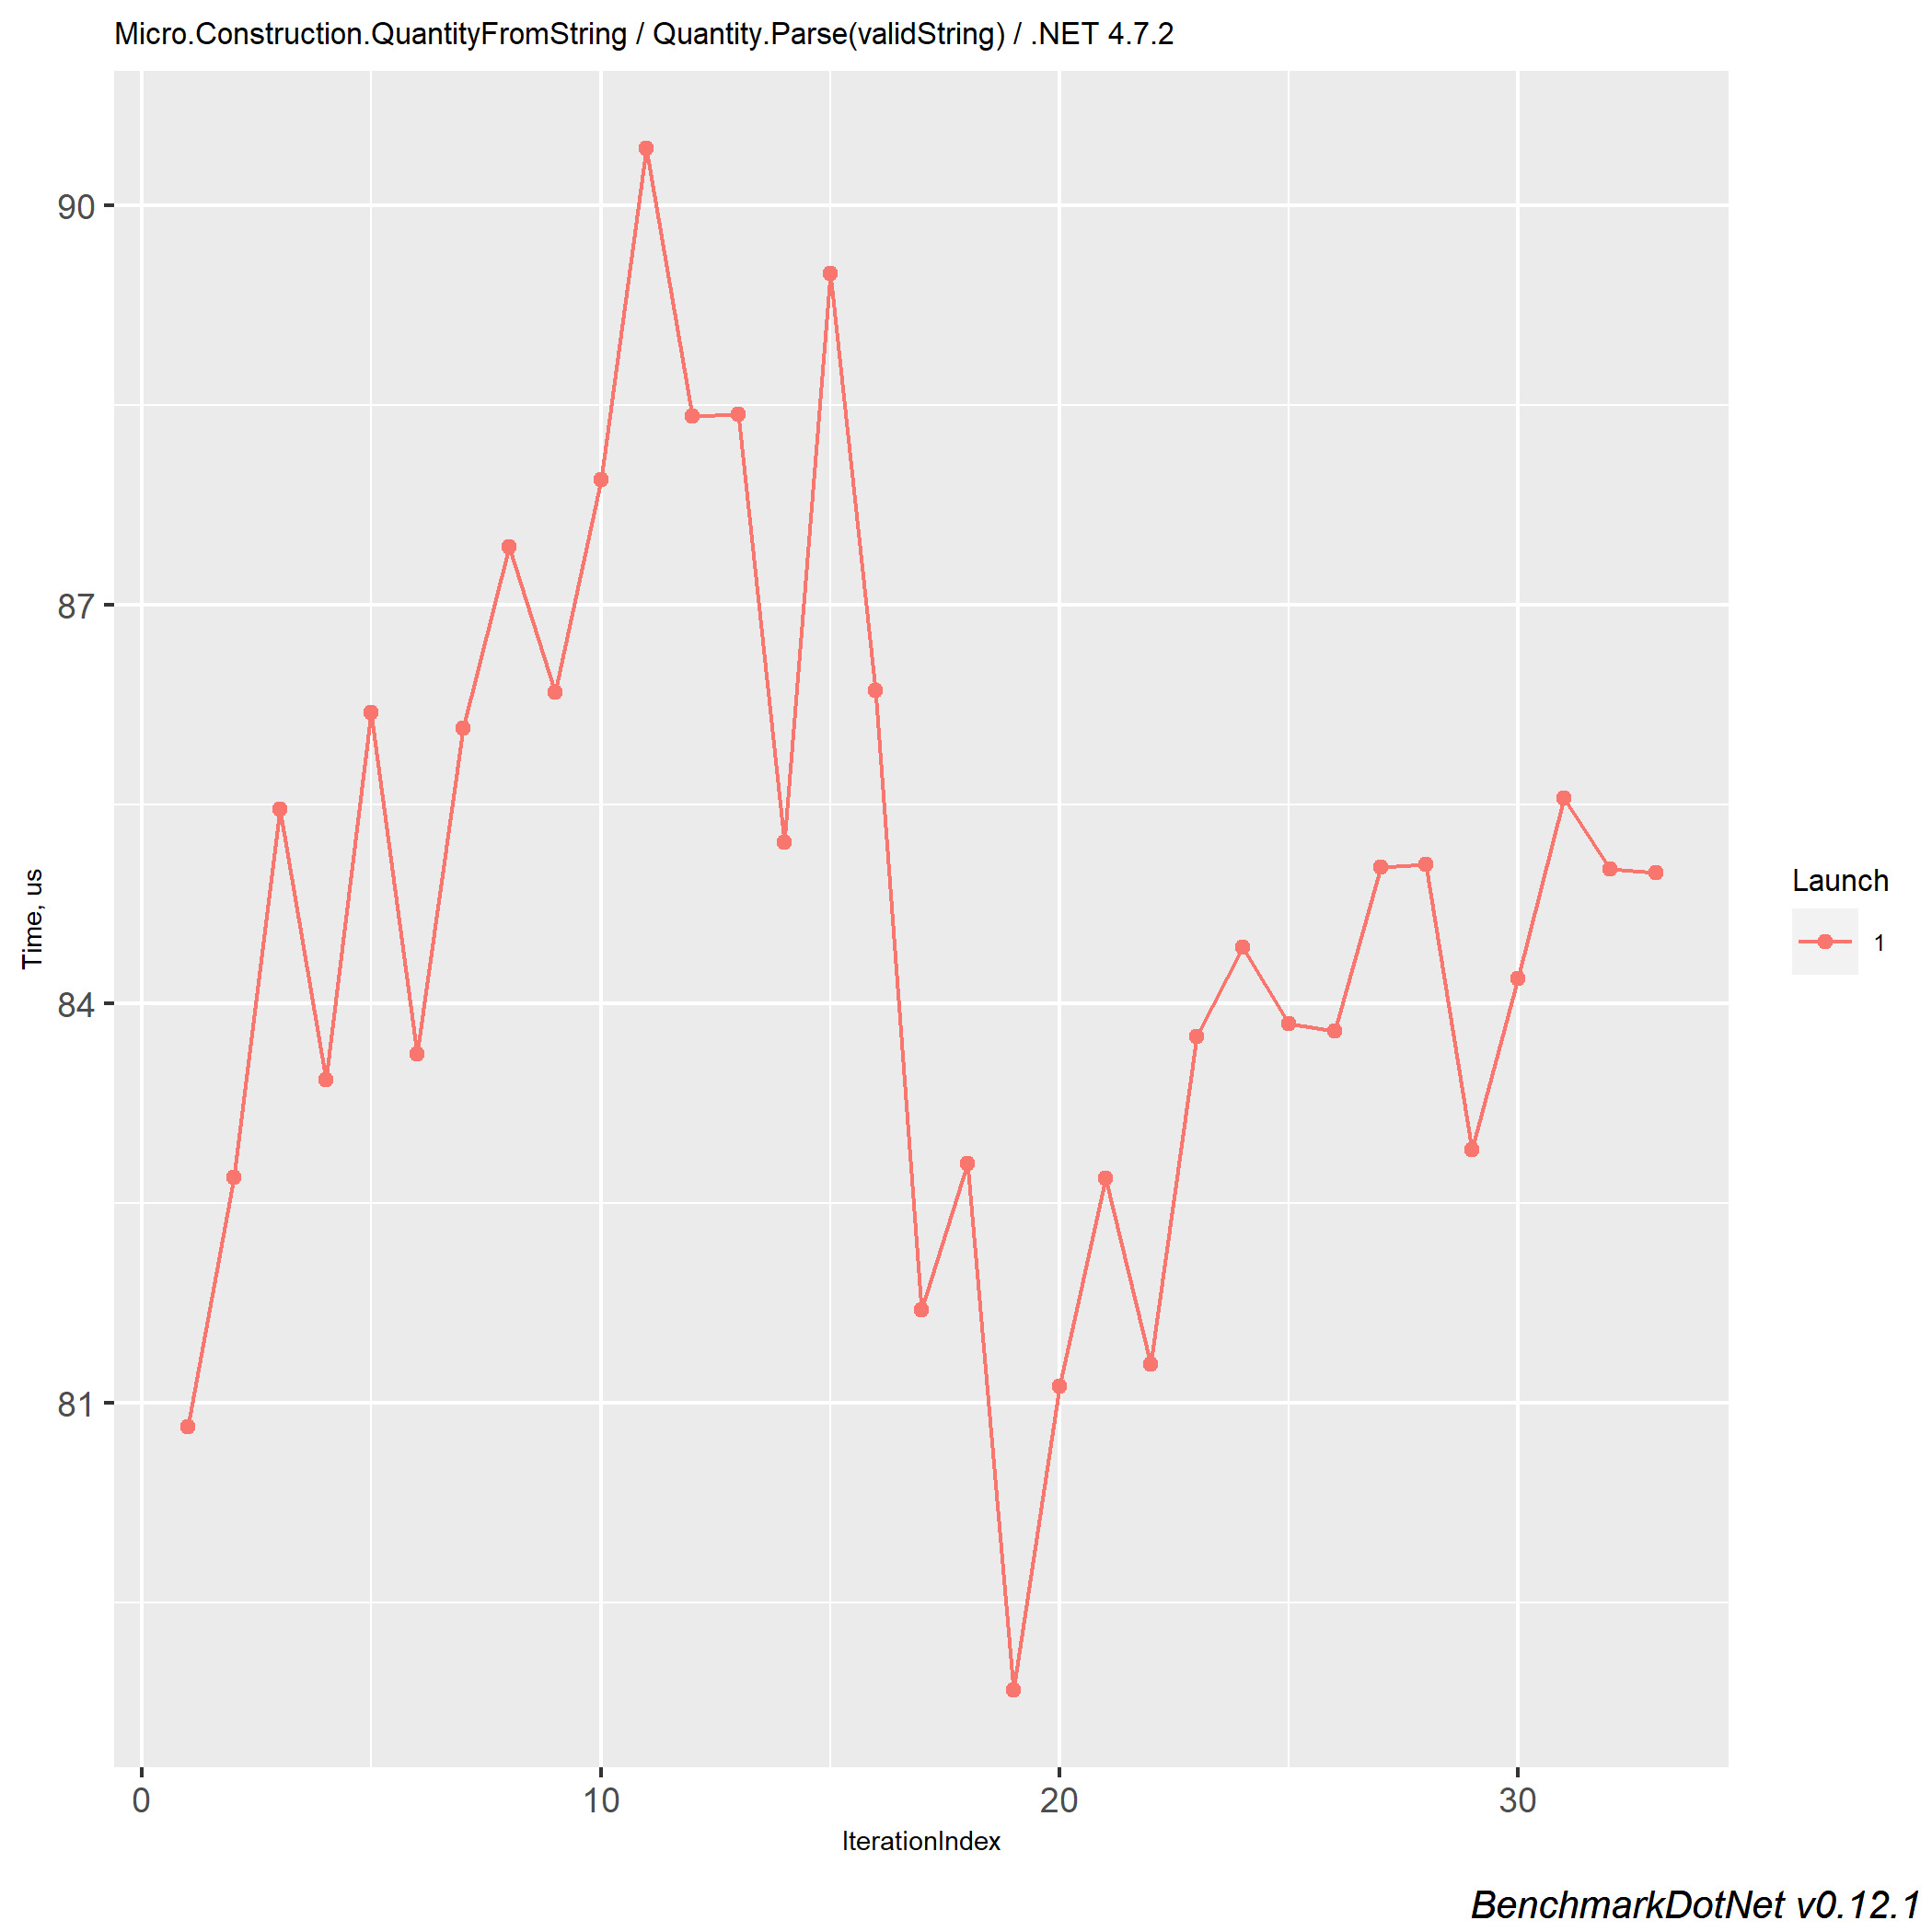 Micro.Construction.QuantityFromString / Quantity.Parse(validString) / .NET 4.7.2
90
87
84
81
Time, us
0 10 20 30
IterationIndex
Launch
1
BenchmarkDotNet v0.12.1